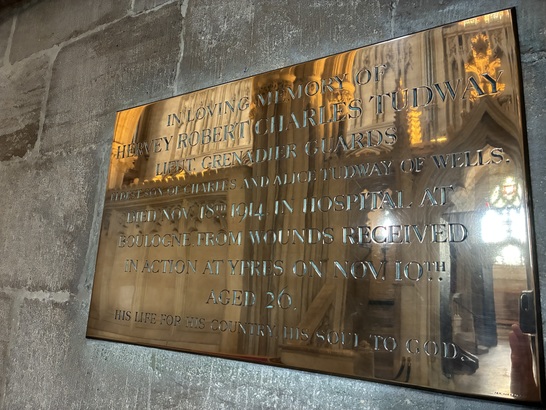 IN LOVING MEMORY OF
HERVEY ROBERT CHARLES TUDWAY
LIEUT. GRENADIER GUARDS
SON OF CHARLES AND ALICE TUDWAY OF WELLS.
DIED NOV. 1914 IN HOSPITAL AT
BOULOGNE FROM WOUNDS RECEIVED
IN ACTION AT YPRES ON NOV. 10TH
AGED 26.
HIS LIFE FOR HIS COUNTRY HIS SOUL TO GOD.